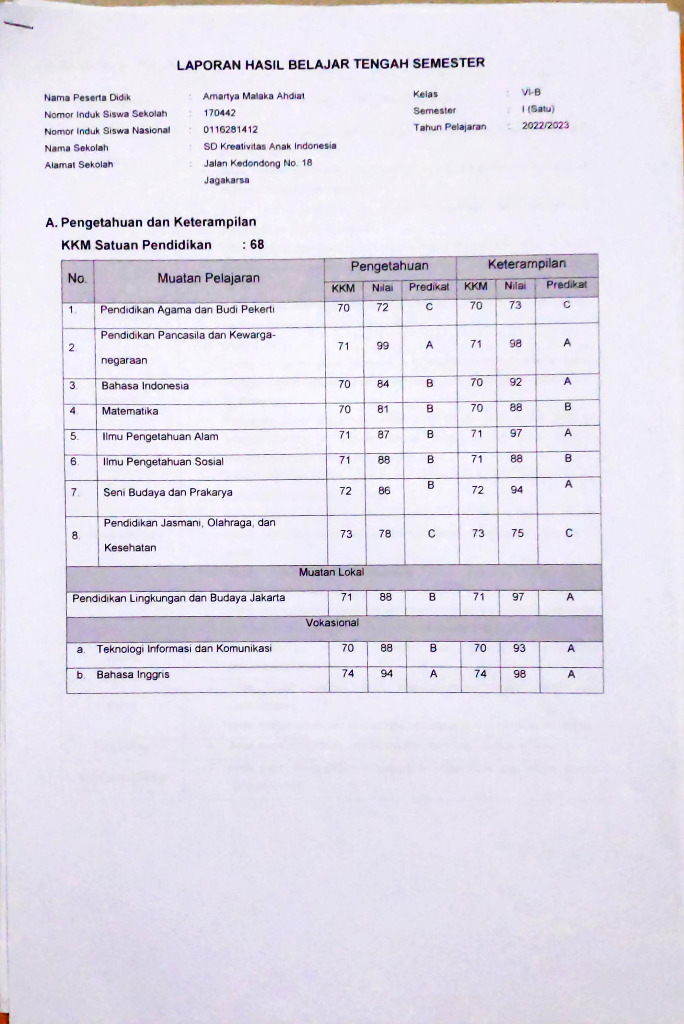 LAPORAN HASIL BELAJAR TENGAH SEMESTER
Nama Peserta Didik : Amartya Malaka Ahdiat
Nomor Induk Siswa Sekolah : 170442
Nomor Induk Siswa Nasional : 0116281412
Nama Sekolah : SD Kreativitas Anak Indonesia
Alamat Sekolah : Jalan Kedondong No. 18
Jagakarsa
Kelas : VI-B
Semester : I (Satu)
Tahun Pelajaran : 2022/2023
A. Pengetahuan dan Keterampilan
KKM Satuan Pendidikan : 68
No. Muatan Pelajaran Pengetahuan Keterampilan
KKM Nilai Predikat KKM Nilai Predikat
1. Pendidikan Agama dan Budi Pekerti 70 72 C 70 73 C
2. Pendidikan Pancasila dan Kewarga-
negaraan 71 99 A 71 98 A
3. Bahasa Indonesia 70 84 B 70 92 A
4. Matematika 70 81 B 70 88 B
5. Ilmu Pengetahuan Alam 71 87 B 71 97 A
6. Ilmu Pengetahuan Sosial 71 88 B 71 88 B
7. Seni Budaya dan Prakarya 72 86 B 72 94 A
8. Pendidikan Jasmani, Olahraga, dan
Kesehatan 73 78 C 73 75 C
Muatan Lokal
Pendidikan Lingkungan dan Budaya Jakarta 71 88 B 71 97 A
Vokasional
a. Teknologi Informasi dan Komunikasi 70 88 B 70 93 A
b. Bahasa Inggris 74 94 A 74 98 A